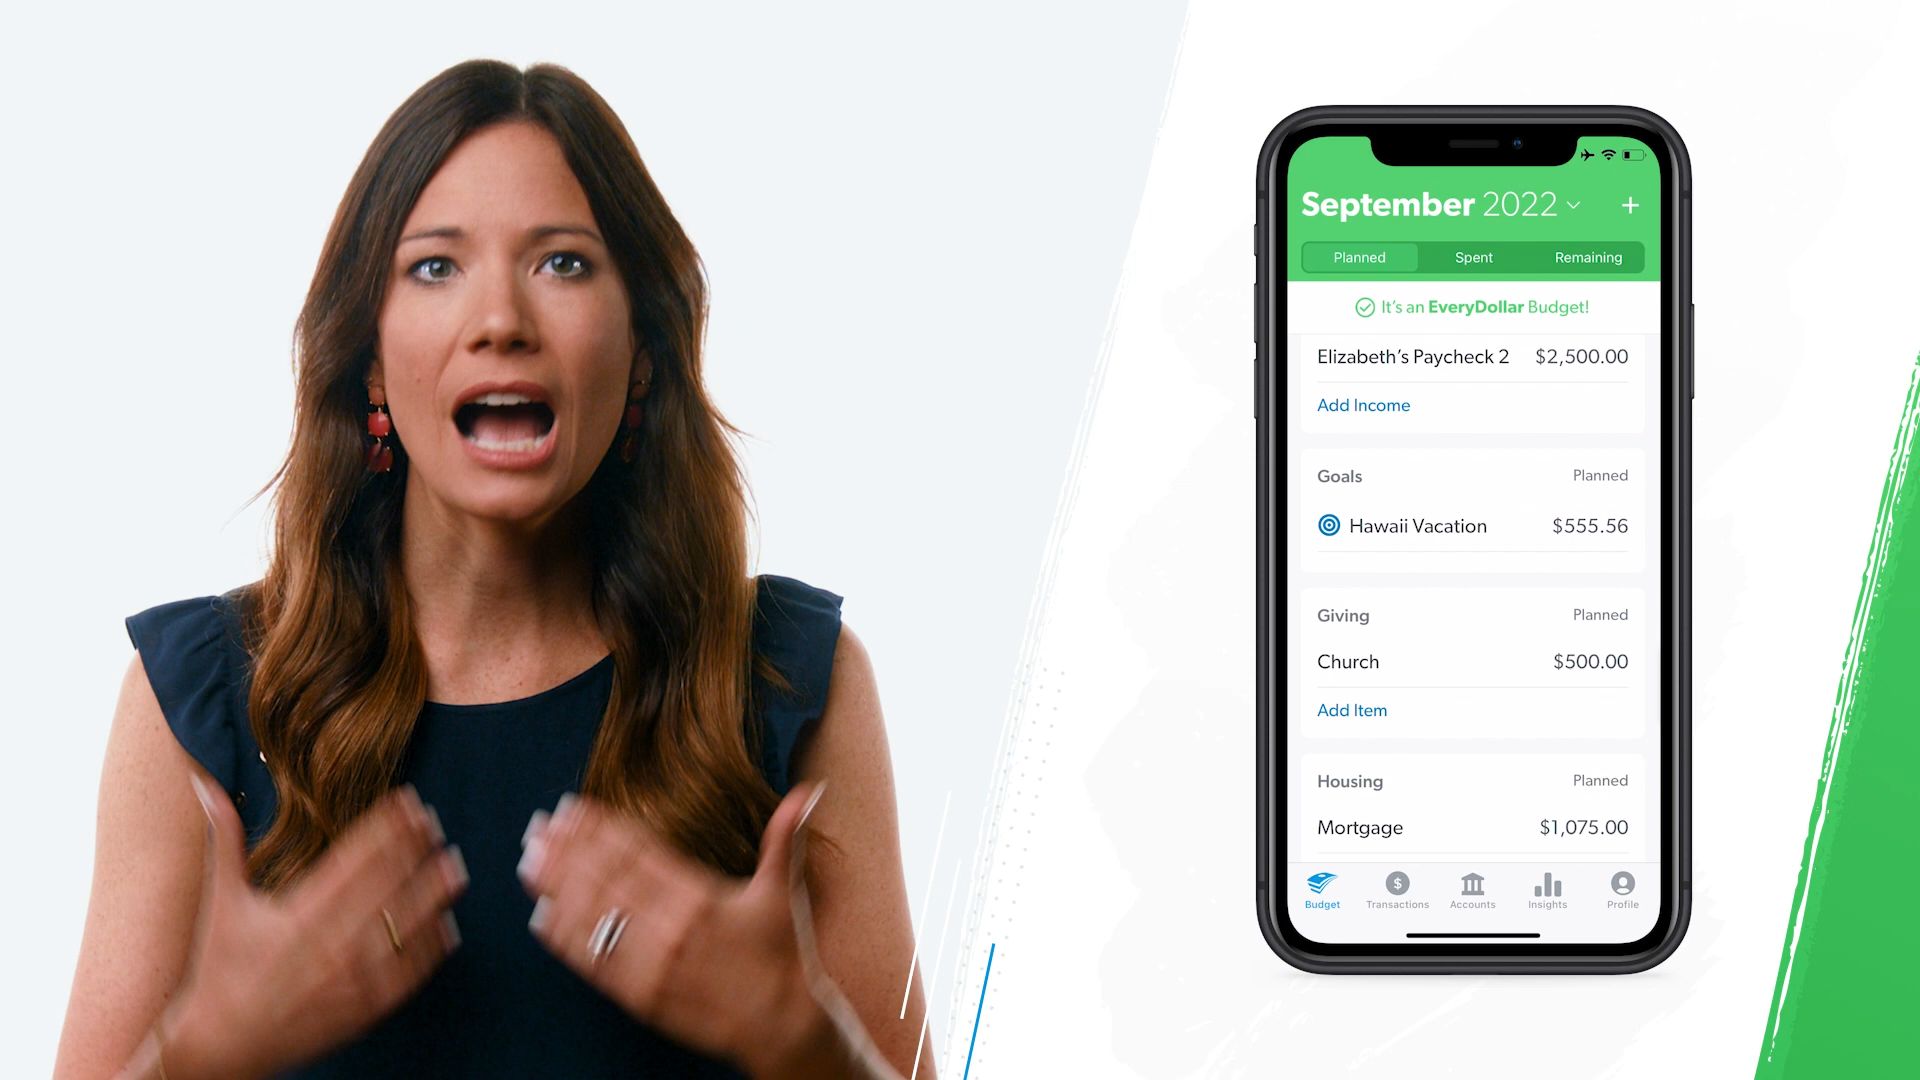 September 2022
Planned Spent Remaining
It's an EveryDollar Budget!
Elizabeth's Paycheck 2 $2,500.00
Add Income
Goals Planned
Hawaii Vacation $555.56
Giving Planned
Church $500.00
Add Item
Housing Planned
Mortgage $1,075.00
Budget Transactions Accounts Insights Profile